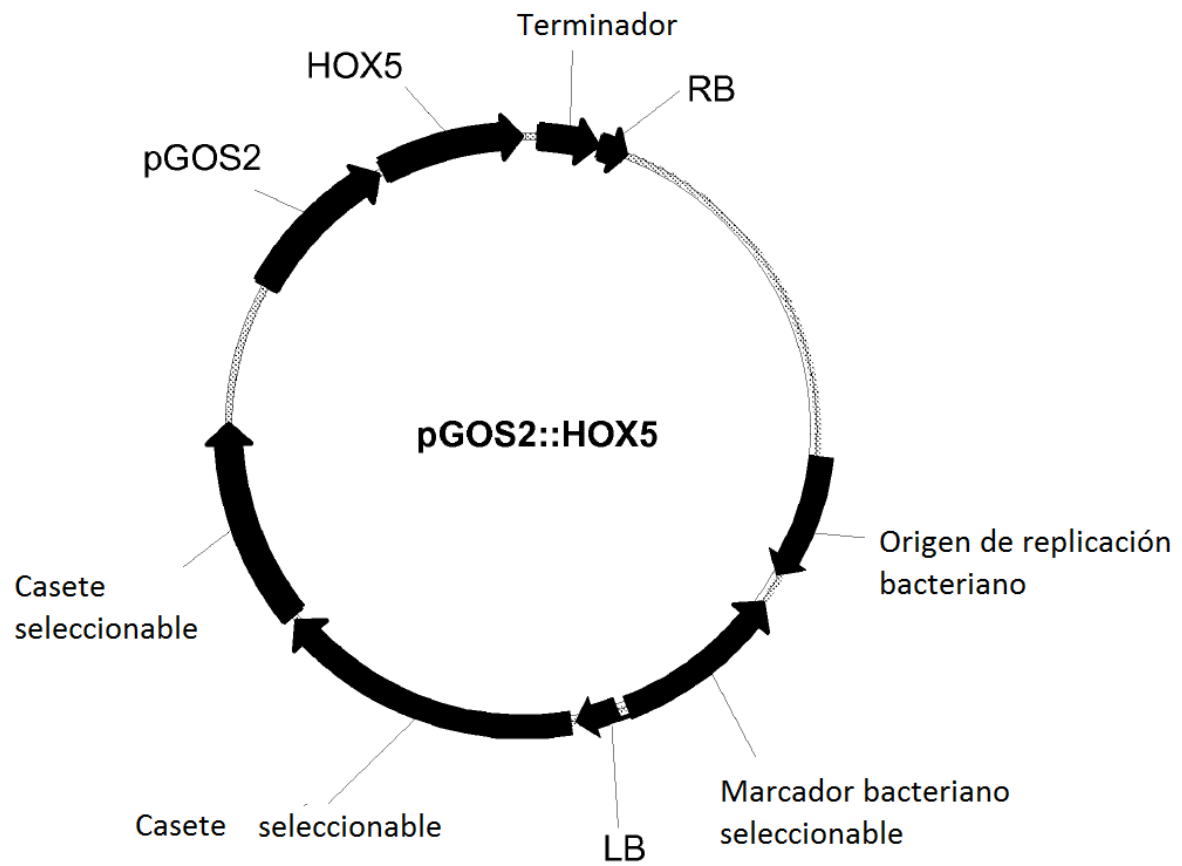 Terminador
HOX5
RB
pGOS2
pGOS2::HOX5
Origen de replicación
bacteriano
Casete
seleccionable
Marcador bacteriano
seleccionable
Casete seleccionable
LB